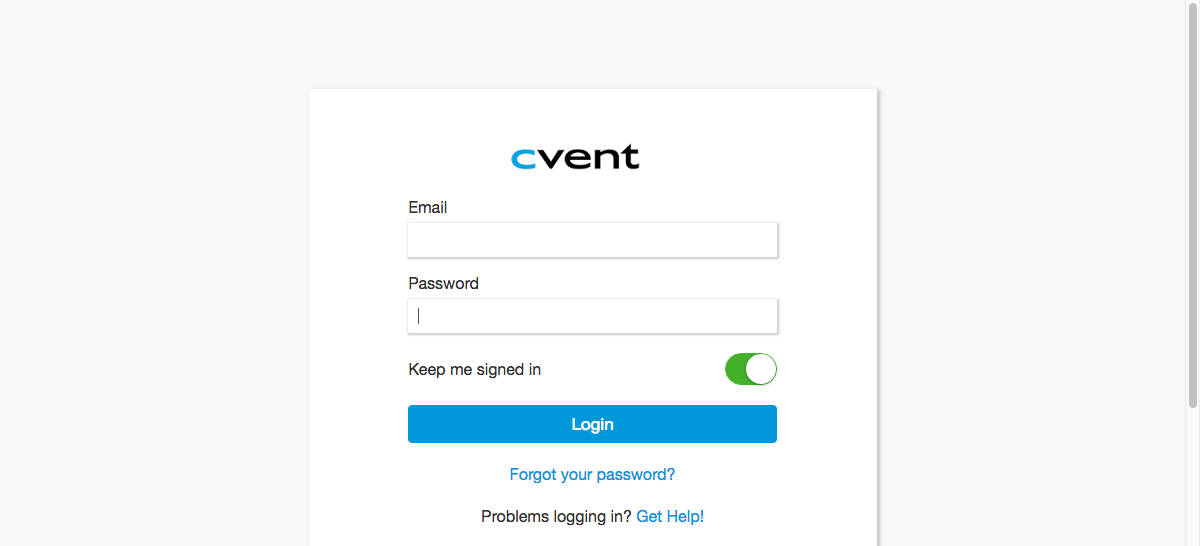 cvent
Email
Password
Keep me signed in
Login
Forgot your password?
Problems logging in? Get Help!